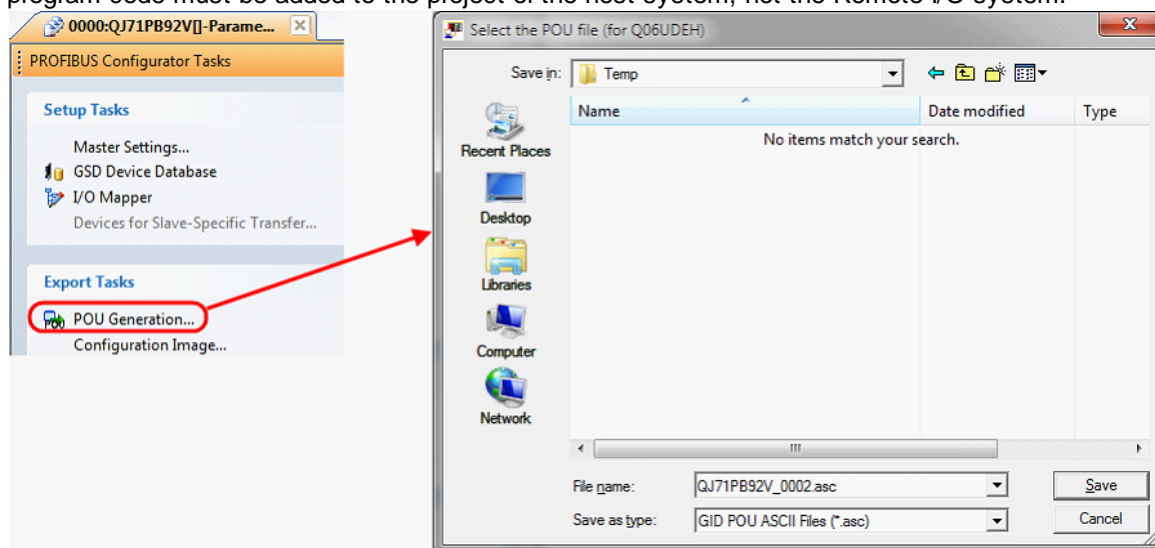 program code must be added to the project of the host system, not the Remote I/O system.
0000:QJ71PB92V[]-Parame...
PROFIBUS Configurator Tasks
Setup Tasks
Master Settings...
GSD Device Database
I/O Mapper
Devices for Slave-Specific Transfer...
Export Tasks
POU Generation...
Configuration Image...
Select the POU file (for Q06UDEH)
Save in:
Temp
Name
Date modified
Type
No items match your search.
Recent Places
Desktop
Libraries
Computer
Network
File name:
QJ71PB92V_0002.asc
Save
Save as type:
GID POU ASCII Files (*.asc)
Cancel